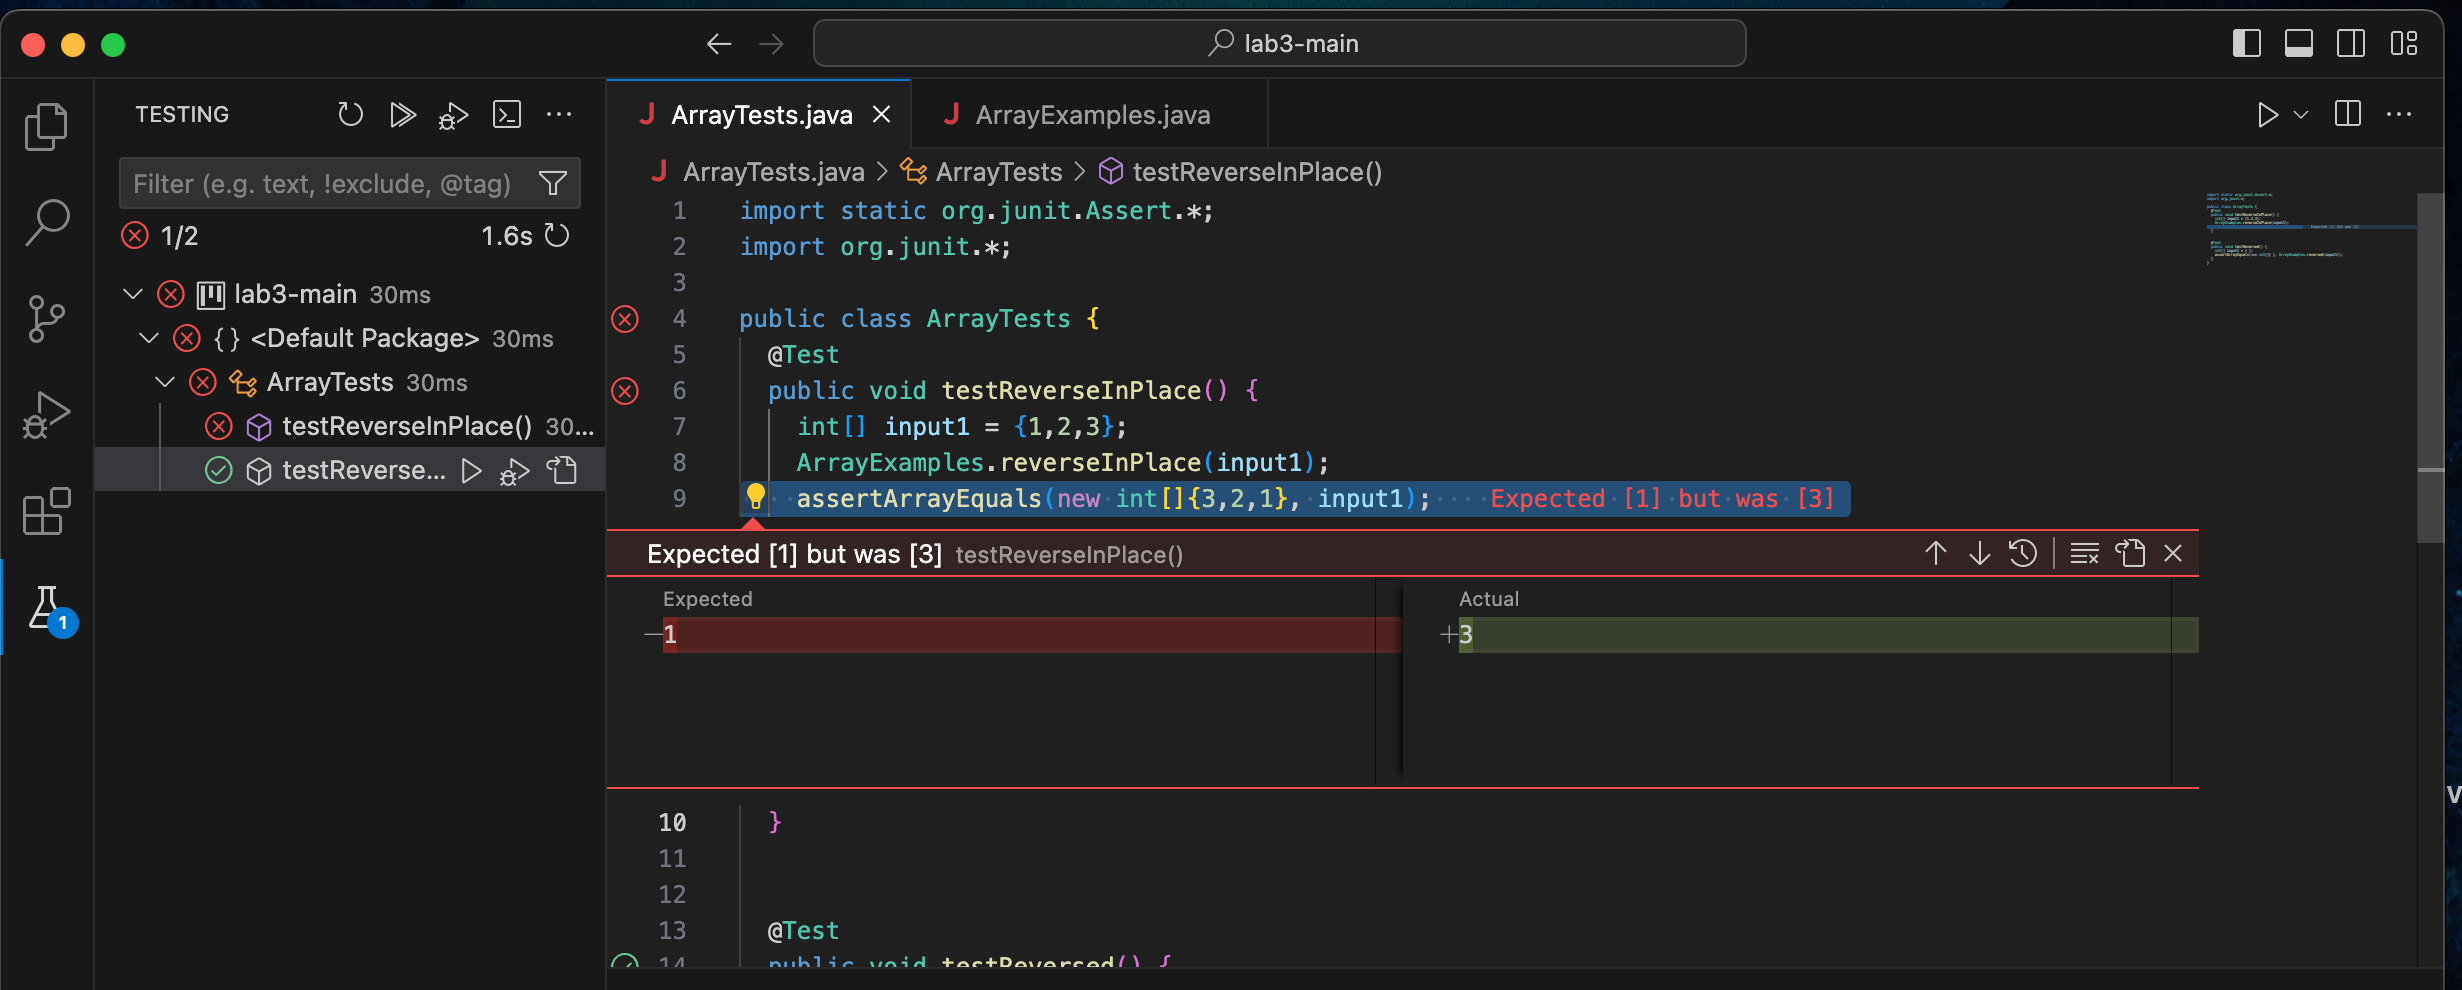 lab3-main
TESTING
Filter (e.g. text, !exclude, @tag)
1/2 1.6s
lab3-main 30ms
{} <Default Package> 30ms
ArrayTests 30ms
testReverseInPlace() 30...
testReverse...
1
ArrayTests.java
ArrayExamples.java
ArrayTests.java > ArrayTests > testReverseInPlace()
1 import static org.junit.Assert.*;
2 import org.junit.*;
3
4 public class ArrayTests {
5 @Test
6 public void testReverseInPlace() {
7 int[] input1 = {1,2,3};
8 ArrayExamples.reverseInPlace(input1);
9 assertArrayEquals(new int[]{3,2,1}, input1); Expected [1] but was [3]
Expected [1] but was [3] testReverseInPlace()
Expected Actual
—1 +3
10 }
11
12
13 @Test
14 public void testReversed() {